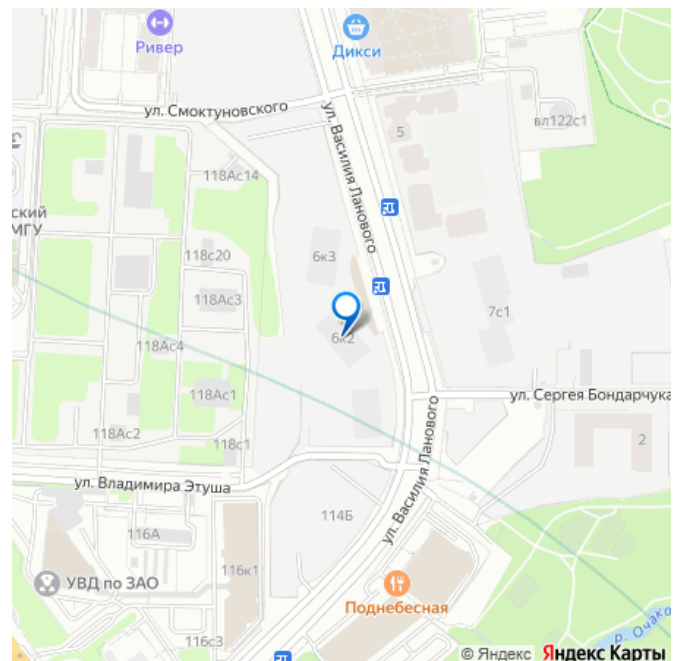 Ривер
Дикси
ул. Смоктуновского
ул. Василия Ланового
5
вл122с1
118Ас14
ский
МГУ
118с20
6к3
118Ас3
7с1
6к2
118Ас4
118Ас1
ул. Сергея Бондарчука
118Ас2
118с1
2
ул. Владимира Этуша
ул. Василия Ланового
114Б
116А
УВД по ЗАО
116к1
Поднебесная
116с3
р. Очако
© Яндекс Яндекс Карты